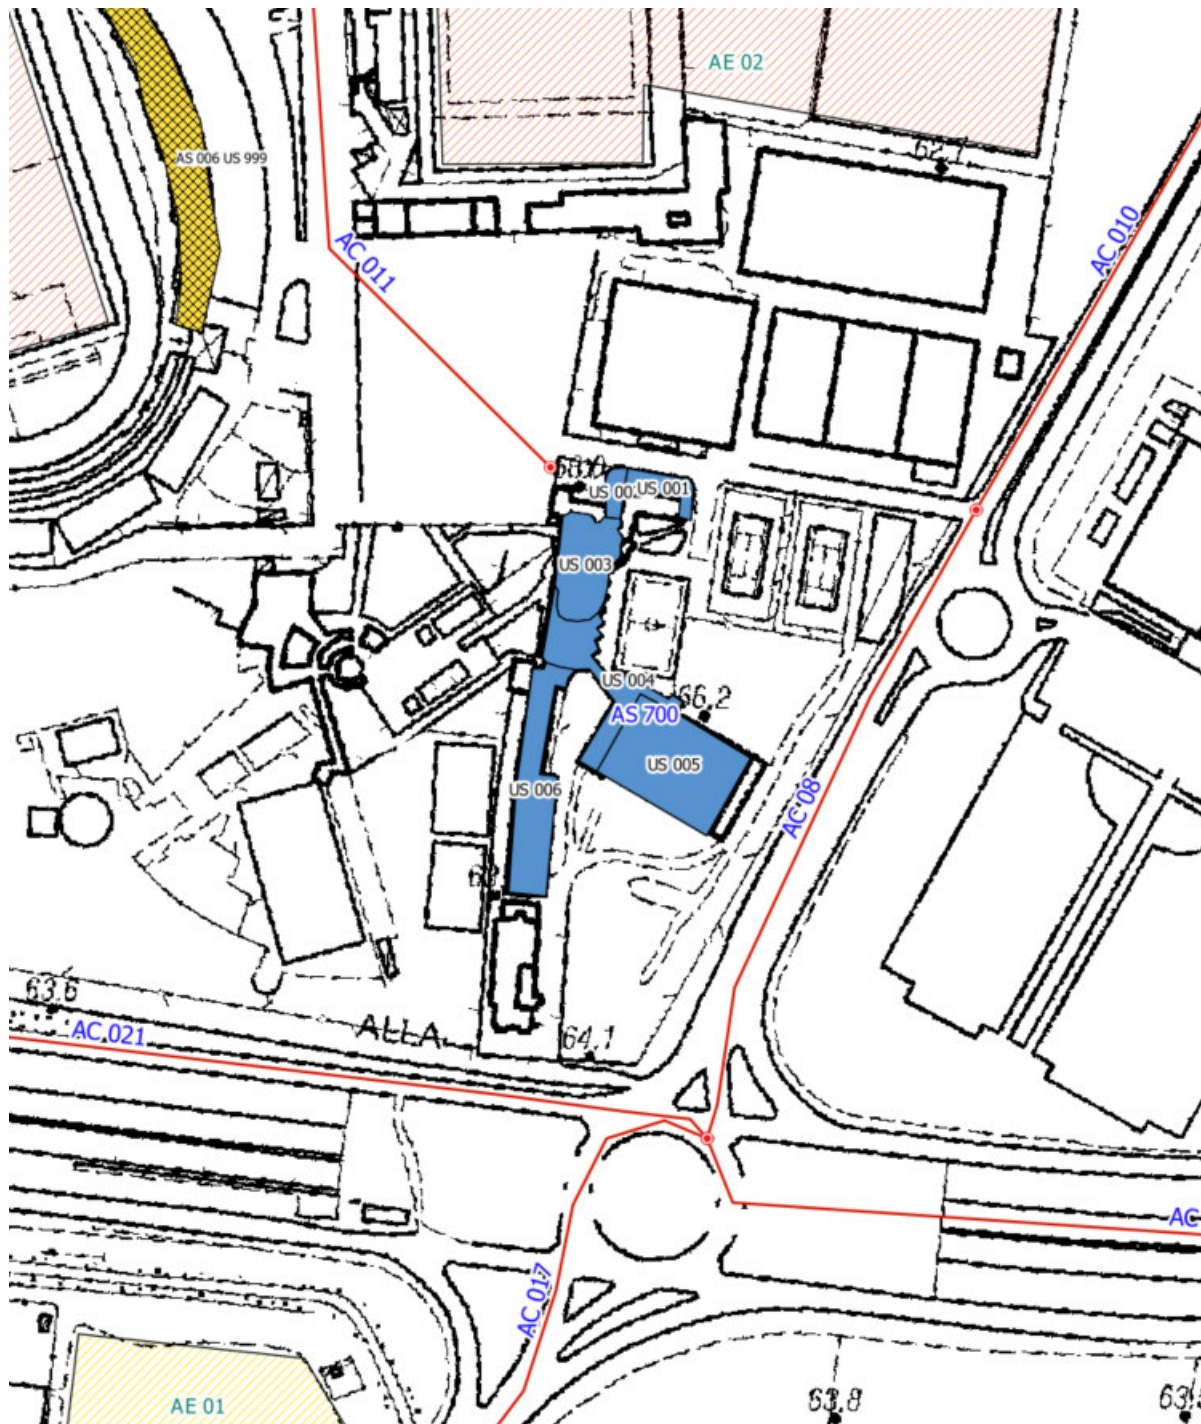 AE 02
62.1
AS 006 US 999
AC 010
AC 011
US 001
US 003
US 004
66.2
AS 700
US 005
US 006
AC 08
63.6
ALLA
AC 021
64.1
AC
AC 017
AE 01
63.8